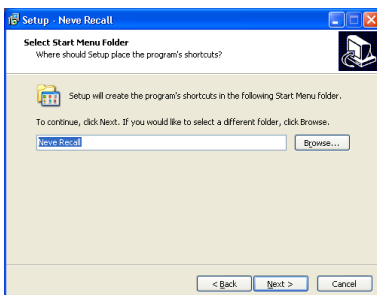 Setup - Neve Recall
Select Start Menu Folder
Where should Setup place the program's shortcuts?
Setup will create the program's shortcuts in the following Start Menu folder.
To continue, click Next. If you would like to select a different folder, click Browse.
Neve Recall
Browse...
< Back
Next >
Cancel